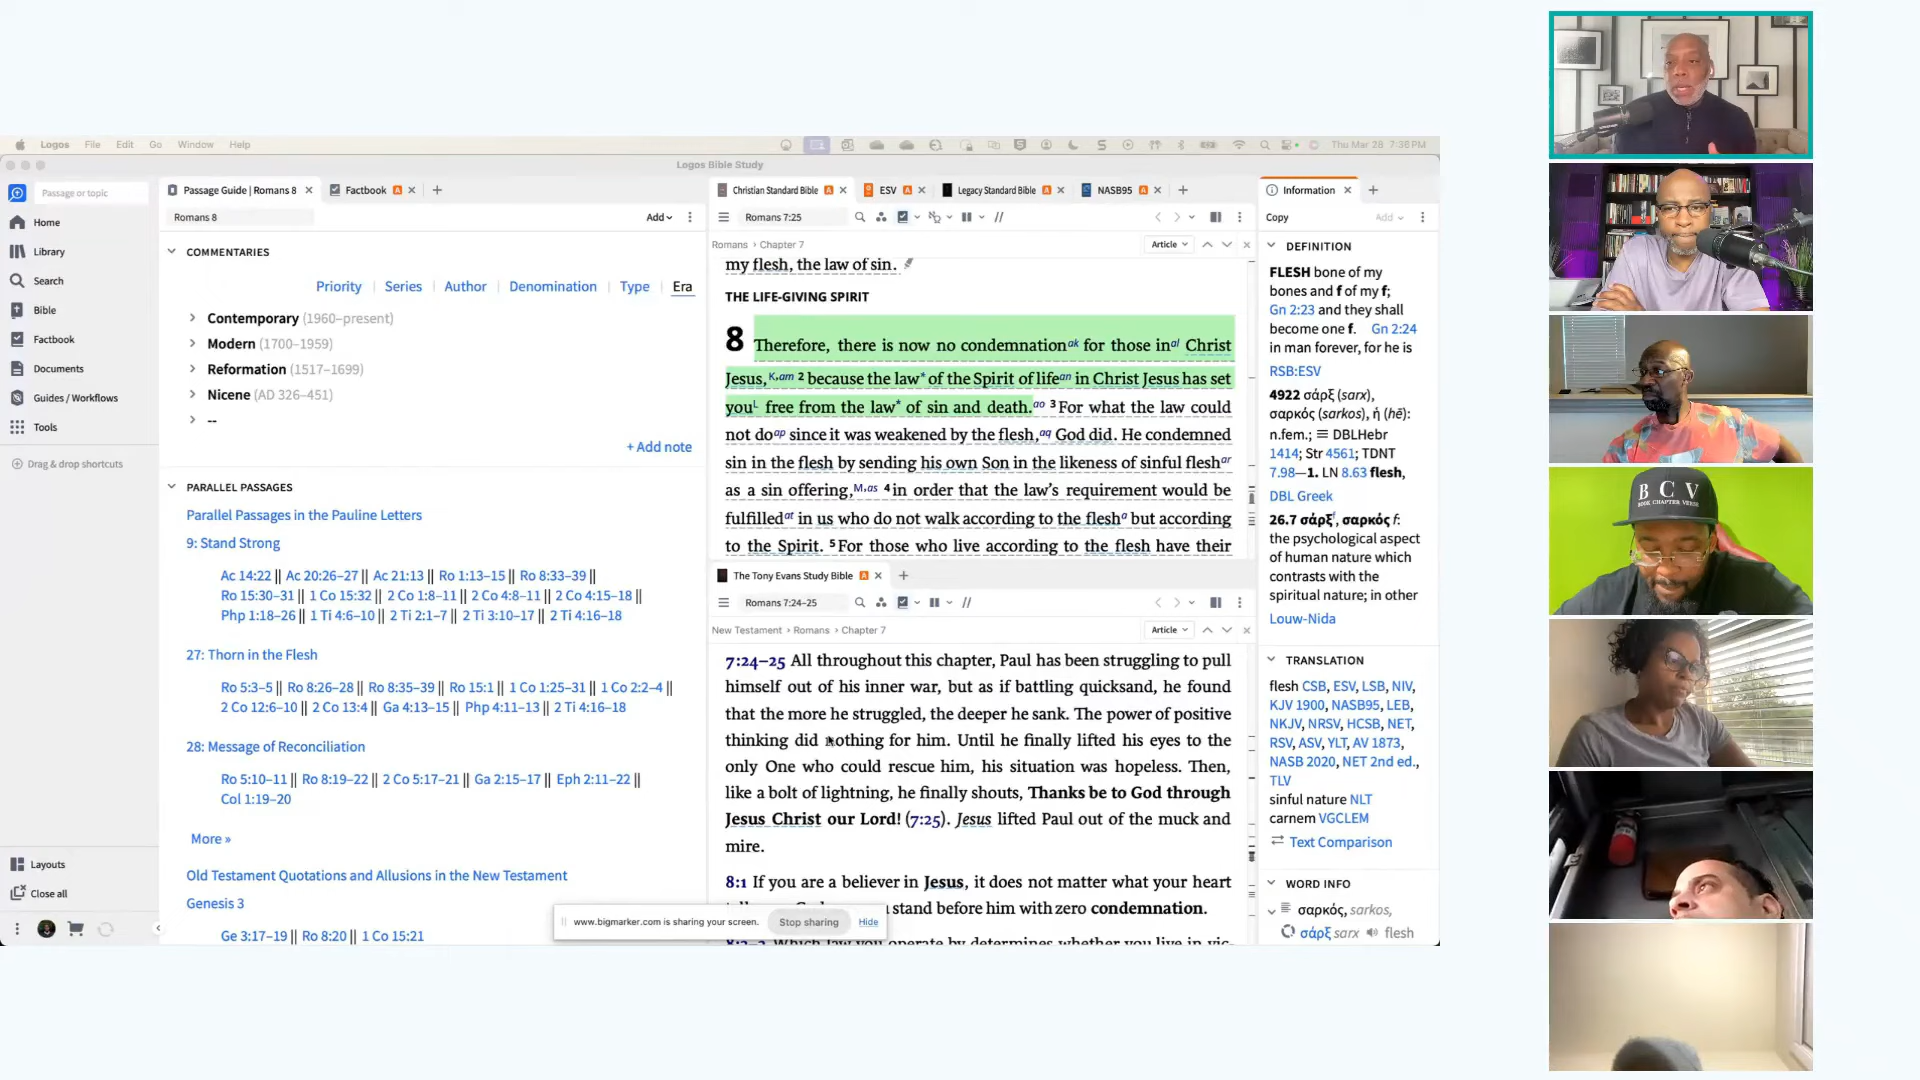 Logos File Edit Go Window Help
Thu Mar 28 7:36 PM
Logos Bible Study
Passage or topic
Home
Library
Search
Bible
Factbook
Documents
Guides / Workflows
Tools
Drag & drop shortcuts
Layouts
Close all
Passage Guide | Romans 8
Factbook A
Romans 8
Add
COMMENTARIES
Priority | Series | Author | Denomination | Type | Era
Contemporary (1960–present)
Modern (1700–1959)
Reformation (1517–1699)
Nicene (AD 326–451)
--
+ Add note
PARALLEL PASSAGES
Parallel Passages in the Pauline Letters
9: Stand Strong
Ac 14:22 || Ac 20:26–27 || Ac 21:13 || Ro 1:13–15 || Ro 8:33–39 ||
Ro 15:30–31 || 1 Co 15:32 || 2 Co 1:8–11 || 2 Co 4:8–11 || 2 Co 4:15–18 ||
Php 1:18–26 || 1 Ti 4:6–10 || 2 Ti 2:1–7 || 2 Ti 3:10–17 || 2 Ti 4:16–18
27: Thorn in the Flesh
Ro 5:3–5 || Ro 8:26–28 || Ro 8:35–39 || Ro 15:1 || 1 Co 1:25–31 || 1 Co 2:2–4 ||
2 Co 12:6–10 || 2 Co 13:4 || Ga 4:13–15 || Php 4:11–13 || 2 Ti 4:16–18
28: Message of Reconciliation
Ro 5:10–11 || Ro 8:19–22 || 2 Co 5:17–21 || Ga 2:15–17 || Eph 2:11–22 ||
Col 1:19–20
More »
Old Testament Quotations and Allusions in the New Testament
Genesis 3
Ge 3:17–19 || Ro 8:20 || 1 Co 15:21
Christian Standard Bible A
ESV A
Legacy Standard Bible A
NASB95 A
Romans 7:25
Romans › Chapter 7
Article
my flesh, the law of sin.
THE LIFE-GIVING SPIRIT
8 Therefore, there is now no condemnation ak for those in al Christ
Jesus, K,am 2 because the law* of the Spirit of life an in Christ Jesus has set
you L free from the law* of sin and death. ao 3 For what the law could
not do ap since it was weakened by the flesh, aq God did. He condemned
sin in the flesh by sending his own Son in the likeness of sinful flesh ar
as a sin offering, M,as 4 in order that the law's requirement would be
fulfilled at in us who do not walk according to the flesh a but according
to the Spirit. 5 For those who live according to the flesh have their
The Tony Evans Study Bible A
Romans 7:24–25
New Testament › Romans › Chapter 7
Article
7:24–25 All throughout this chapter, Paul has been struggling to pull
himself out of his inner war, but as if battling quicksand, he found
that the more he struggled, the deeper he sank. The power of positive
thinking did nothing for him. Until he finally lifted his eyes to the
only One who could rescue him, his situation was hopeless. Then,
like a bolt of lightning, he finally shouts, Thanks be to God through
Jesus Christ our Lord! (7:25). Jesus lifted Paul out of the muck and
mire.
8:1 If you are a believer in Jesus, it does not matter what your heart
stand before him with zero condemnation.
operate by determines whether you live in vic-
www.bigmarker.com is sharing your screen. Stop sharing Hide
Information
Copy Add
DEFINITION
FLESH bone of my
bones and f of my f;
Gn 2:23 and they shall
become one f. Gn 2:24
in man forever, for he is
RSB:ESV
4922 σάρξ (sarx),
σαρκός (sarkos), ἡ (hē):
n.fem.; ≡ DBLHebr
1414; Str 4561; TDNT
7.98—1. LN 8.63 flesh,
DBL Greek
26.7 σάρξf, σαρκός f:
the psychological aspect
of human nature which
contrasts with the
spiritual nature; in other
Louw-Nida
TRANSLATION
flesh CSB, ESV, LSB, NIV,
KJV 1900, NASB95, LEB,
NKJV, NRSV, HCSB, NET,
RSV, ASV, YLT, AV 1873,
NASB 2020, NET 2nd ed.,
TLV
sinful nature NLT
carnem VGCLEM
Text Comparison
WORD INFO
σαρκός, sarkos,
σάρξ sarx flesh
B C V
BOOK CHAPTER VERSE